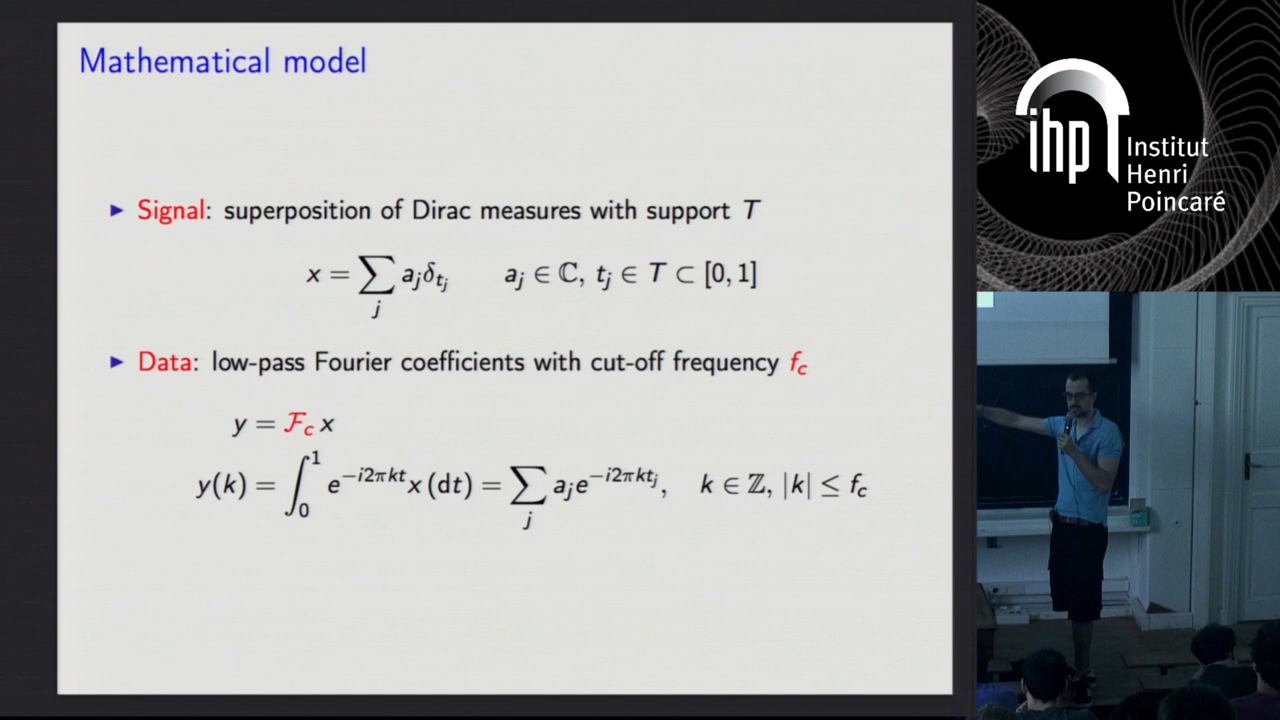 Mathematical model
▶ Signal: superposition of Dirac measures with support T
x = ∑_j a_j δ_{t_j}    a_j ∈ ℂ, t_j ∈ T ⊂ [0, 1]
▶ Data: low-pass Fourier coefficients with cut-off frequency f_c
y = ℱ_c x
y(k) = ∫_0^1 e^{−i2πkt} x (dt) = ∑_j a_j e^{−i2πkt_j},   k ∈ ℤ, |k| ≤ f_c
ihp
Institut
Henri
Poincaré